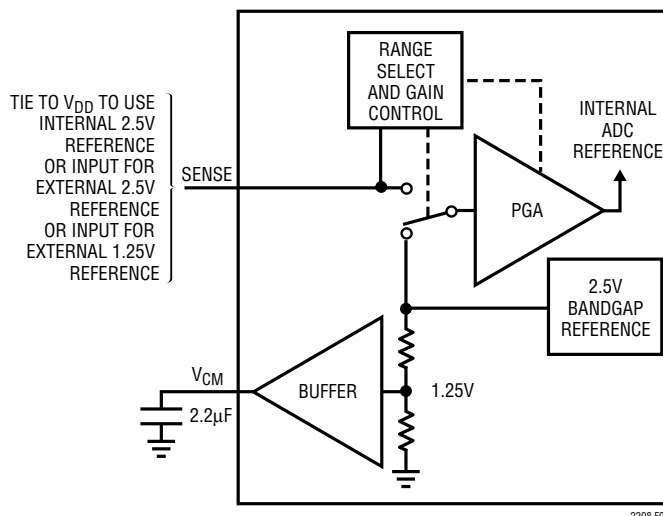 RANGE
SELECT
AND GAIN
CONTROL
TIE TO VDD TO USE
INTERNAL 2.5V
REFERENCE
OR INPUT FOR
EXTERNAL 2.5V
REFERENCE
OR INPUT FOR
EXTERNAL 1.25V
REFERENCE
SENSE
PGA
INTERNAL
ADC
REFERENCE
2.5V
BANDGAP
REFERENCE
VCM
BUFFER
1.25V
2.2µF